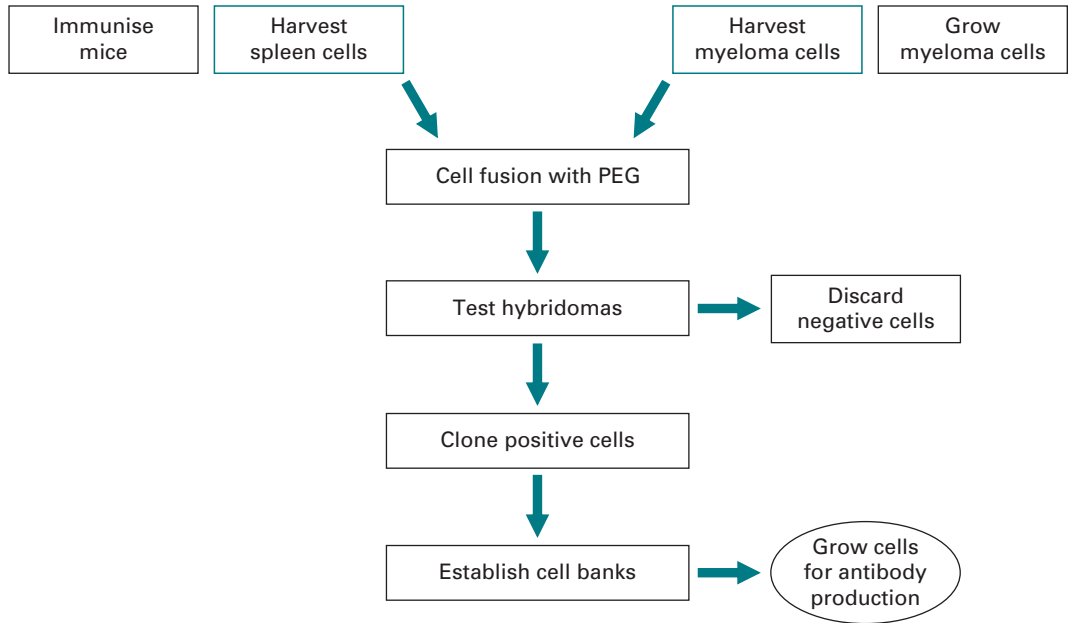 Immunise
mice
Harvest
spleen cells
Harvest
myeloma cells
Grow
myeloma cells
Cell fusion with PEG
Test hybridomas
Discard
negative cells
Clone positive cells
Establish cell banks
Grow cells
for antibody
production